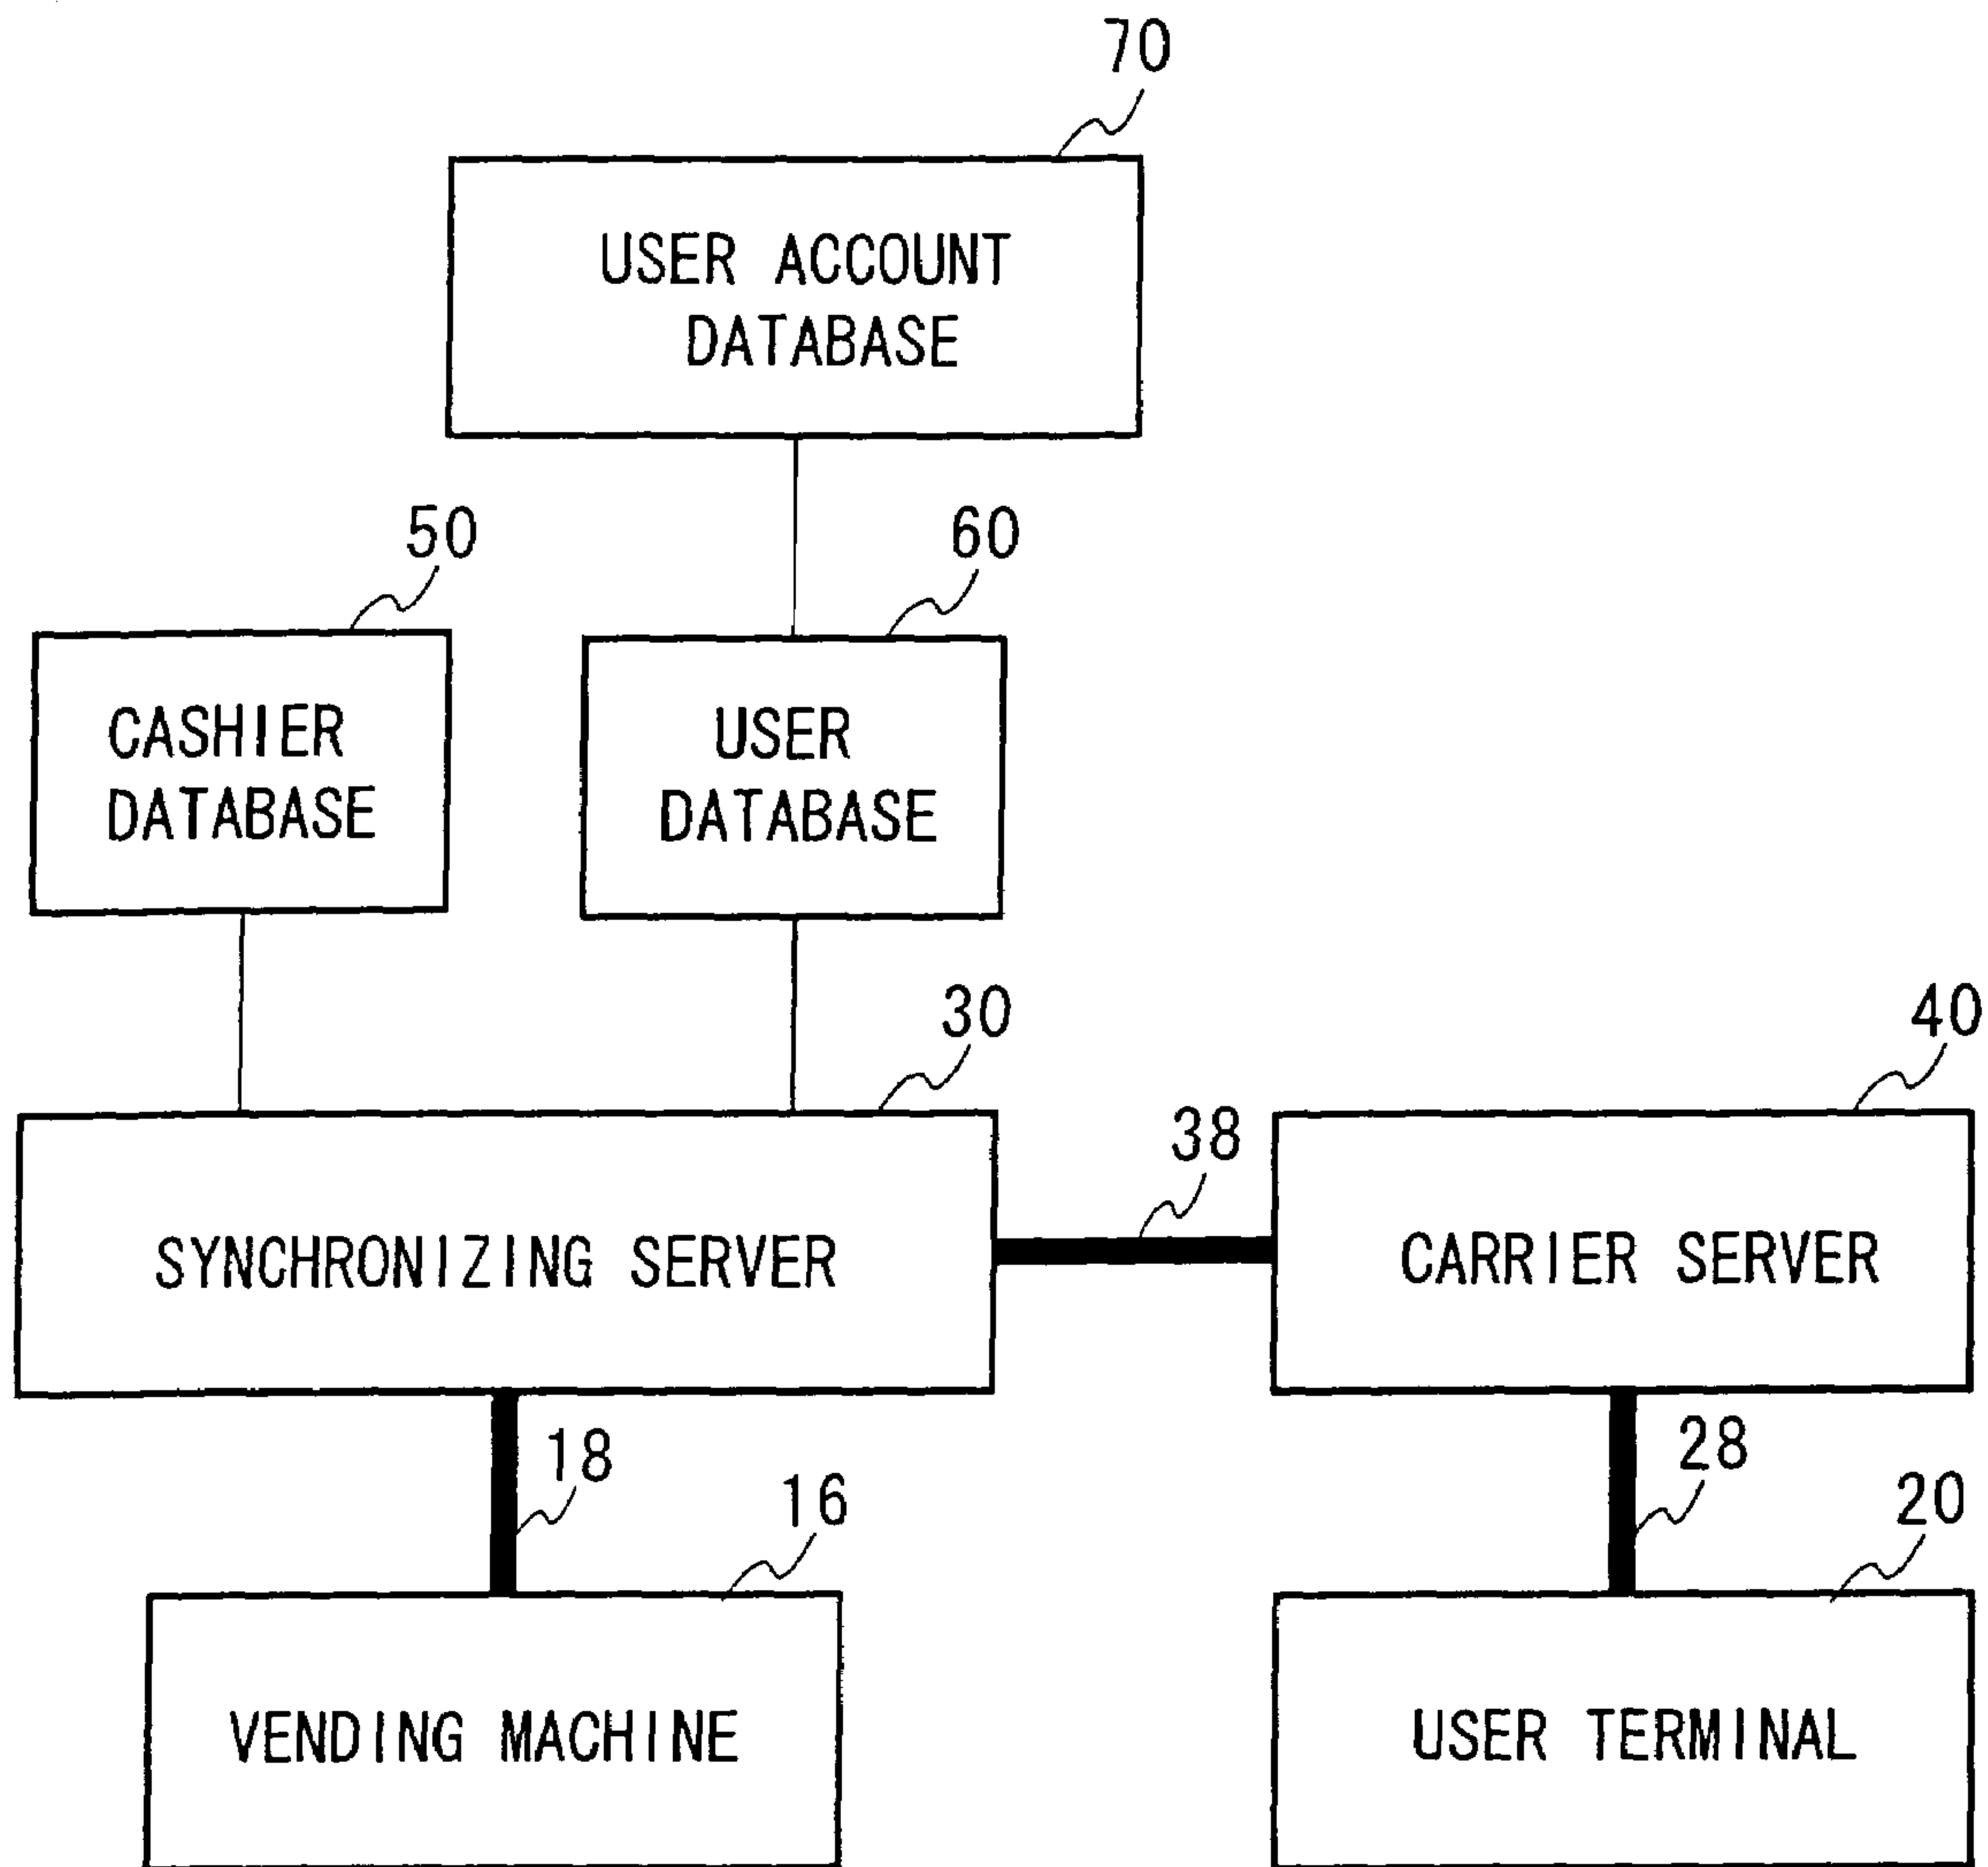 70
USER ACCOUNT
DATABASE
50
60
CASHIER
DATABASE
USER
DATABASE
30
40
38
SYNCHRONIZING SERVER
CARRIER SERVER
18
28
16
20
VENDING MACHINE
USER TERMINAL